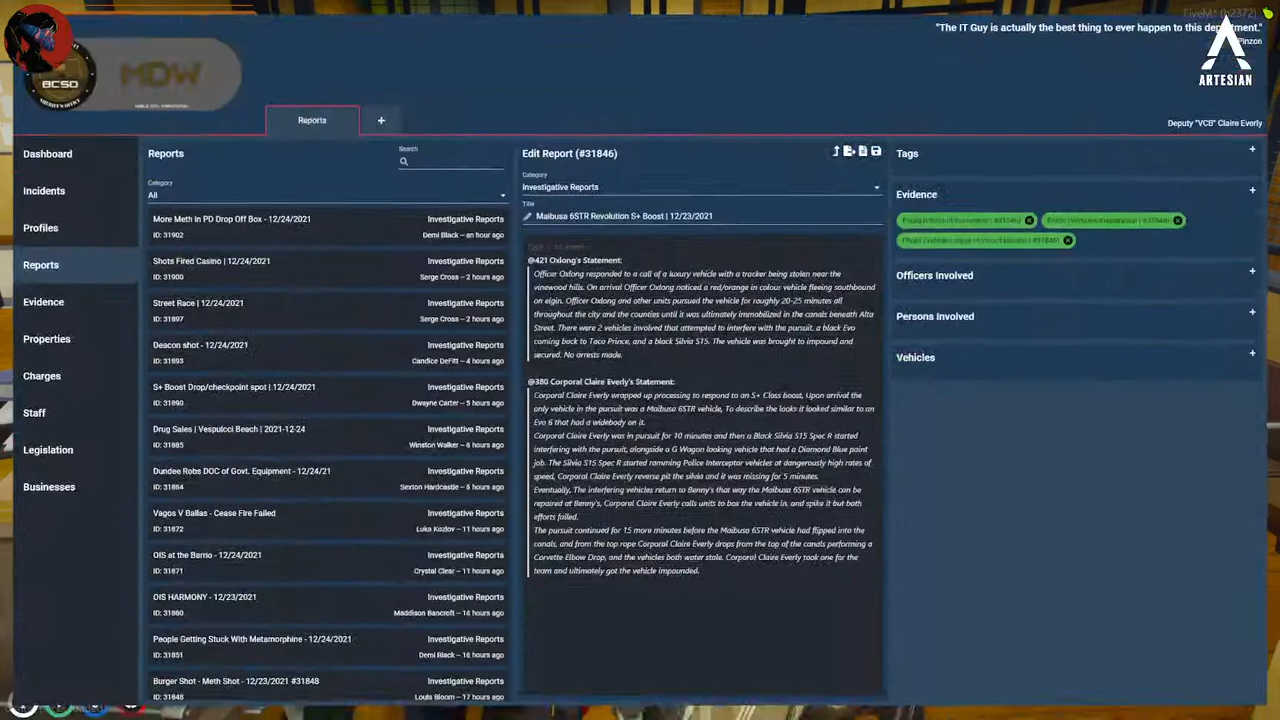 FiveM® (b2372)
"The IT Guy is actually the best thing to ever happen to this department."
Pinzon
ARTESIAN
BCSO
SHERIFF'S OFFICE
MDW
Reports
+
Deputy "VCB" Claire Everly
Dashboard
Incidents
Profiles
Reports
Evidence
Properties
Charges
Staff
Legislation
Businesses
Reports
Search
Category
All
More Meth In PD Drop Off Box - 12/24/2021 Investigative Reports
ID: 31902 Demi Black – an hour ago
Shots Fired Casino | 12/24/2021 Investigative Reports
ID: 31900 Serge Cross – 2 hours ago
Street Race | 12/24/2021 Investigative Reports
ID: 31897 Serge Cross – 2 hours ago
Deacon shot - 12/24/2021 Investigative Reports
ID: 31893 Candice DeFitt – 4 hours ago
S+ Boost Drop/checkpoint spot | 12/24/2021 Investigative Reports
ID: 31890 Dwayne Carter – 5 hours ago
Drug Sales | Vespulcci Beach | 2021-12-24 Investigative Reports
ID: 31885 Winston Walker – 6 hours ago
Dundee Robs DOC of Govt. Equipment - 12/24/21 Investigative Reports
ID: 31884 Sexton Hardcastle – 6 hours ago
Vagos V Ballas - Cease Fire Failed Investigative Reports
ID: 31872 Luka Kozlov – 11 hours ago
OIS at the Barrio - 12/24/2021 Investigative Reports
ID: 31871 Crystal Clear – 11 hours ago
OIS HARMONY - 12/23/2021 Investigative Reports
ID: 31860 Maddison Bancroft – 16 hours ago
People Getting Stuck With Metamorphine - 12/24/2021 Investigative Reports
ID: 31851 Demi Black – 16 hours ago
Burger Shot - Meth Shot - 12/23/2021 #31848 Investigative Reports
ID: 31848 Louis Bloom – 17 hours ago
Edit Report (#31846)
Category
Investigative Reports
Title
Maibusa 6STR Revolution S+ Boost | 12/23/2021
@421 Oxlong's Statement:
Officer Oxlong responded to a call of a luxury vehicle with a tracker being stolen near the
vinewood hills. On arrival Officer Oxlong noticed a red/orange in colour vehicle fleeing southbound
on elgin. Officer Oxlong and other units pursued the vehicle for roughly 20-25 minutes all
throughout the city and the counties until it was ultimately immobilized in the canals beneath Alta
Street. There were 2 vehicles involved that attempted to interfere with the pursuit, a black Evo
coming back to Taco Prince, and a black Silvia S15. The vehicle was brought to impound and
secured. No arrests made.
@380 Corporal Claire Everly's Statement:
Corporal Claire Everly wrapped up processing to respond to an S+ Class boost, Upon arrival the
only vehicle in the pursuit was a Maibusa 6STR vehicle, To describe the looks it looked similar to an
Evo 6 that had a widebody on it.
Corporal Claire Everly was in pursuit for 10 minutes and then a Black Silvia S15 Spec R started
interfering with the pursuit, alongside a G Wagon looking vehicle that had a Diamond Blue paint
job. The Silvia S15 Spec R started ramming Police Interceptor vehicles at dangerously high rates of
speed, Corporal Claire Everly reverse pit the silvia and it was missing for 5 minutes.
Eventually, The interfering vehicles return to Benny's that way the Maibusa 6STR vehicle can be
repaired at Benny's, Corporal Claire Everly calls units to box the vehicle in, and spike it but both
efforts failed.
The pursuit continued for 15 more minutes before the Maibusa 6STR vehicle had flipped into the
canals, and from the top rope Corporal Claire Everly drops from the top of the canals performing a
Corvette Elbow Drop, and the vehicles both water stale. Corporal Claire Everly took one for the
team and ultimately got the vehicle impounded.
Tags +
Evidence +
Officers Involved +
Persons Involved +
Vehicles +